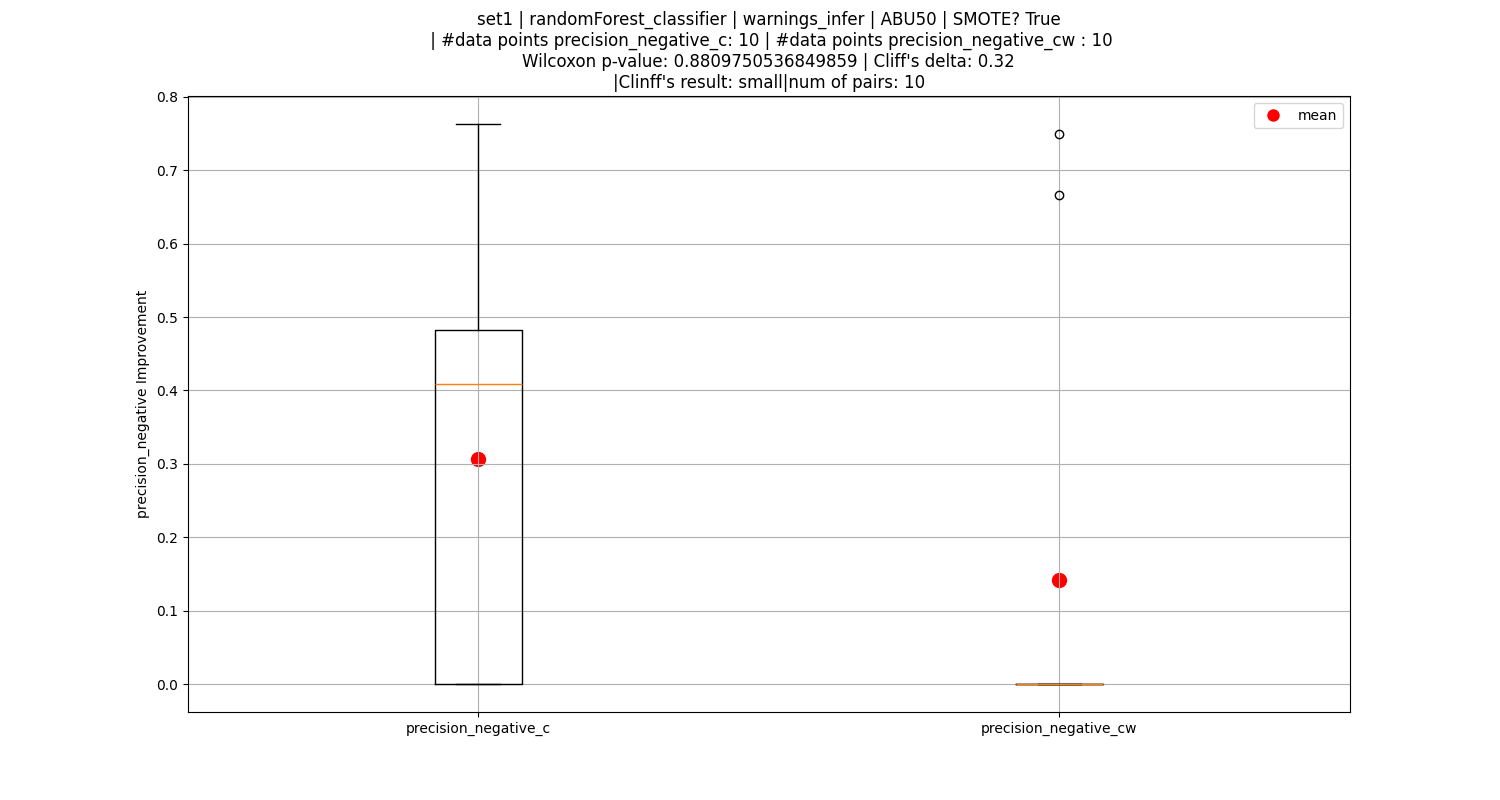 set1 | randomForest_classifier | warnings_infer | ABU50 | SMOTE? True
| #data points precision_negative_c: 10 | #data points precision_negative_cw : 10
Wilcoxon p-value: 0.8809750536849859 | Cliff's delta: 0.32
|Clinff's result: small|num of pairs: 10
mean
precision_negative Improvement
0.8
0.7
0.6
0.5
0.4
0.3
0.2
0.1
0.0
precision_negative_c
precision_negative_cw